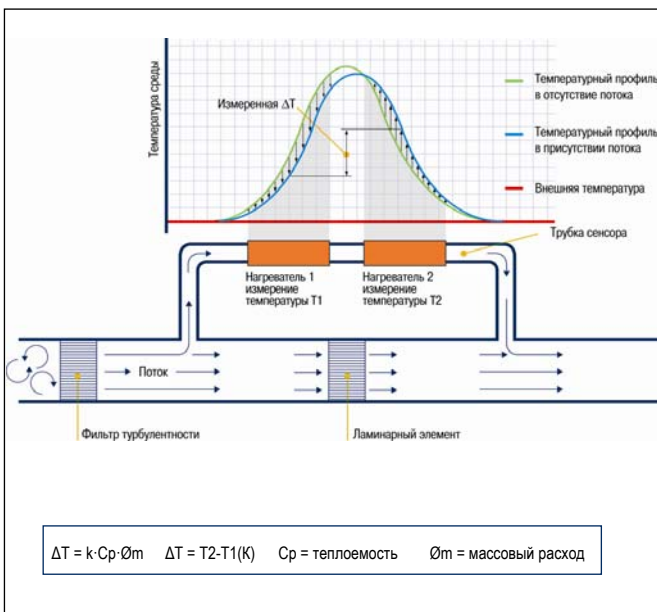 Температура среды
Измеренная ΔT
Температурный профиль
в отсутствие потока
Температурный профиль
в присутствии потока
Внешняя температура
Трубка сенсора
Нагреватель 1
измерение
температуры T1
Нагреватель 2
измерение
температуры T2
Поток
Фильтр турбулентности
Ламинарный элемент
ΔT = k·Cp·Øm ΔT = T2-T1(K) Cp = теплоемость Øm = массовый расход